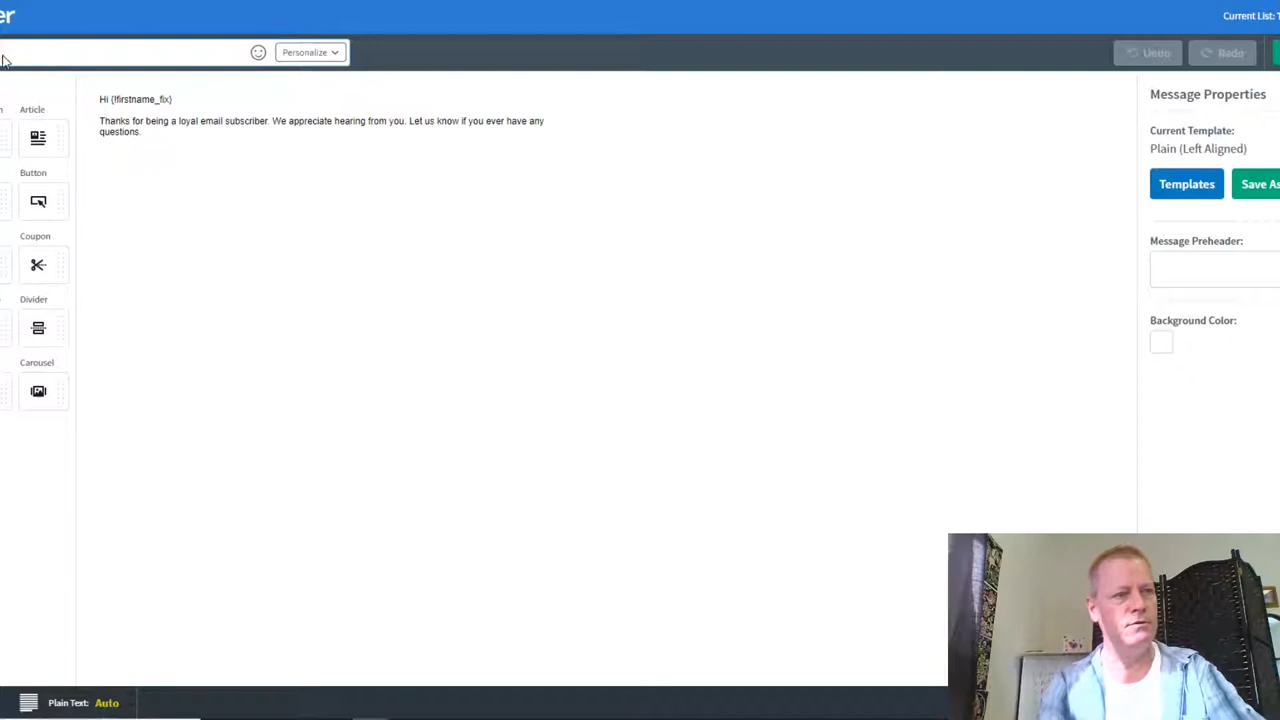 er
Current List: T
Personalize
Undo
Redo
Hi {!firstname_fix}
Thanks for being a loyal email subscriber. We appreciate hearing from you. Let us know if you ever have any
questions.
n
Article
Button
Coupon
Divider
Carousel
Message Properties
Current Template:
Plain (Left Aligned)
Templates
Save As
Message Preheader:
Background Color:
Plain Text: Auto